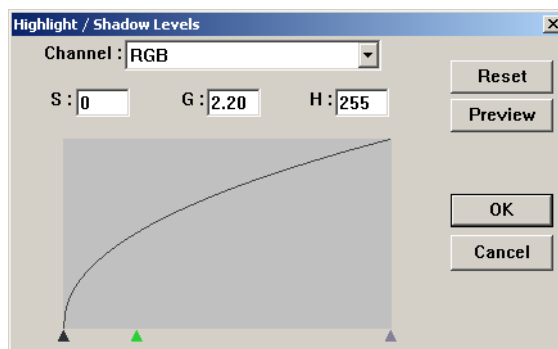 Highlight / Shadow Levels
Channel : RGB
Reset
S : 0 G : 2.20 H : 255
Preview
OK
Cancel